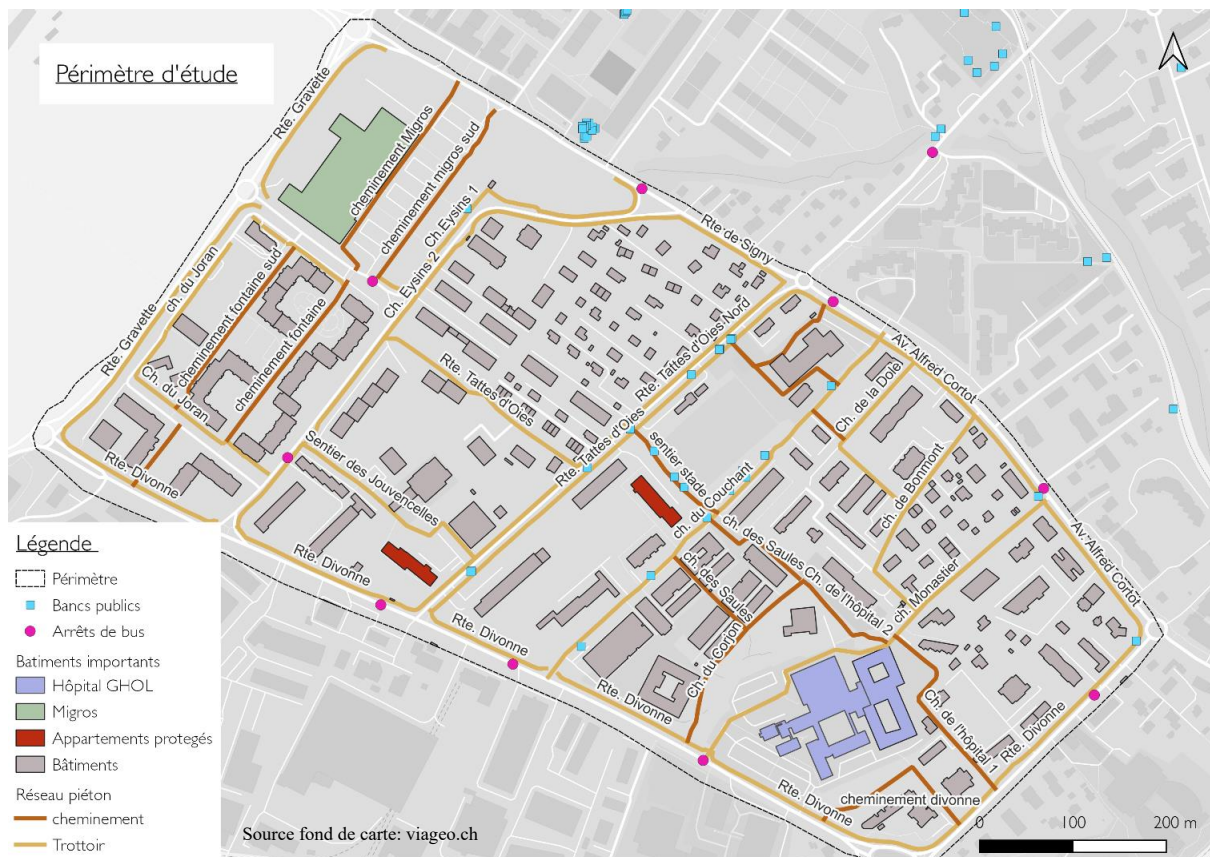 Périmètre d'étude
Rte. Gravette
cheminement Migros
cheminement migros sud
Ch.Eysins 1
Ch. Eysins 2
Rte de Signy
ch. du Joran
Rte. Gravette
cheminement fontaine sud
cheminement fontaine
Ch. du Joran
Rte. Tattes d'Oies Nord
Rte. Tattes d'Oies
Rte. Tattes d'Oies
Av. Alfred Cortot
Ch. de la Dôle
ch. de Bonmont
sentier stade
ch. du Couchant
Rte. Divonne
Sentier des Jouvencelles
Rte. Divonne
ch. des Saules
ch. des Saules
Ch. de l'hôpital 2
ch. Monastier
Av. Alfred Cortot
Rte. Divonne
Ch. du Corjon
Rte. Divonne
Ch. de l'hôpital 1
Rte. Divonne
Rte. Divonne
cheminement divonne
Légende
Périmètre
Bancs publics
Arrêts de bus
Batiments importants
Hôpital GHOL
Migros
Appartements protegés
Bâtiments
Réseau piéton
cheminement
Trottoir
Source fond de carte: viageo.ch
0 100 200 m